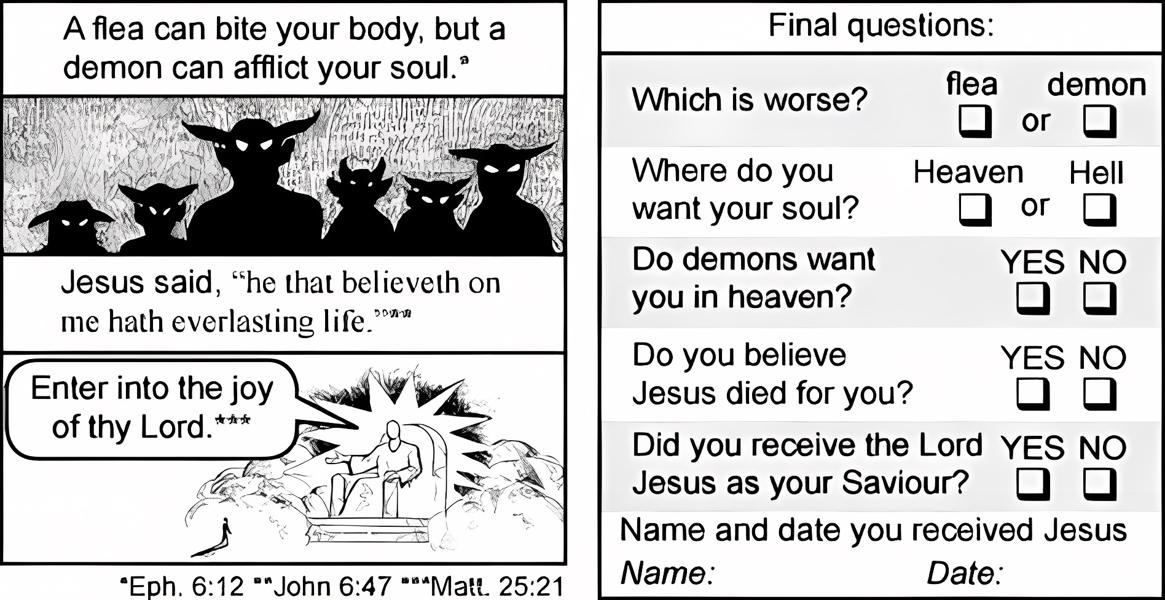 A flea can bite your body, but a
demon can afflict your soul.*
Jesus said, “he that believeth on
me hath everlasting life.”**
Enter into the joy
of thy Lord.***
*Eph. 6:12 **John 6:47 ***Matt. 25:21
Final questions:
Which is worse? flea or demon
Where do you
want your soul? Heaven or Hell
Do demons want
you in heaven? YES NO
Do you believe
Jesus died for you? YES NO
Did you receive the Lord
Jesus as your Saviour? YES NO
Name and date you received Jesus
Name: Date: